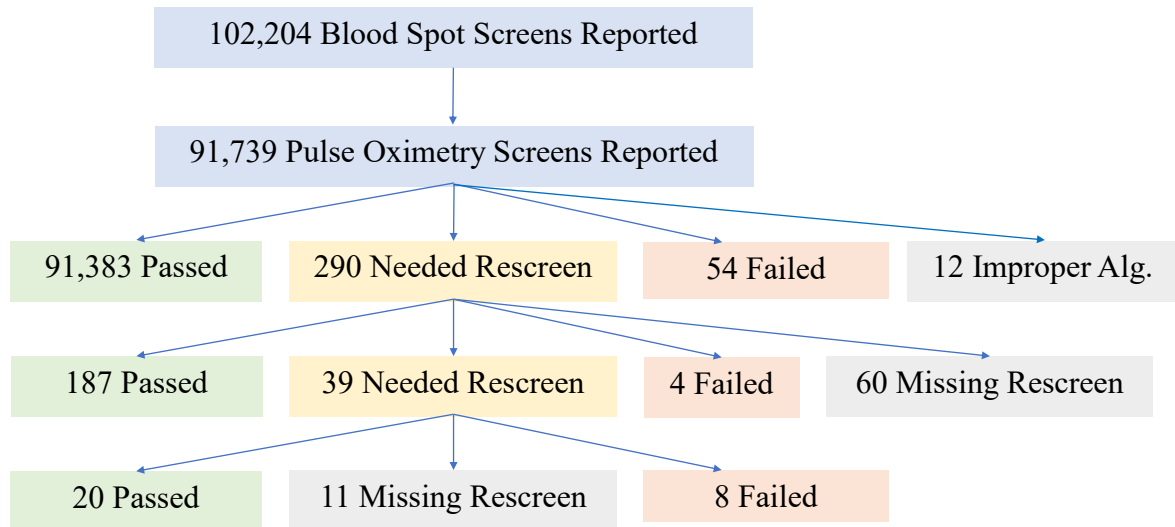 102,204 Blood Spot Screens Reported
91,739 Pulse Oximetry Screens Reported
91,383 Passed
290 Needed Rescreen
54 Failed
12 Improper Alg.
187 Passed
39 Needed Rescreen
4 Failed
60 Missing Rescreen
20 Passed
11 Missing Rescreen
8 Failed